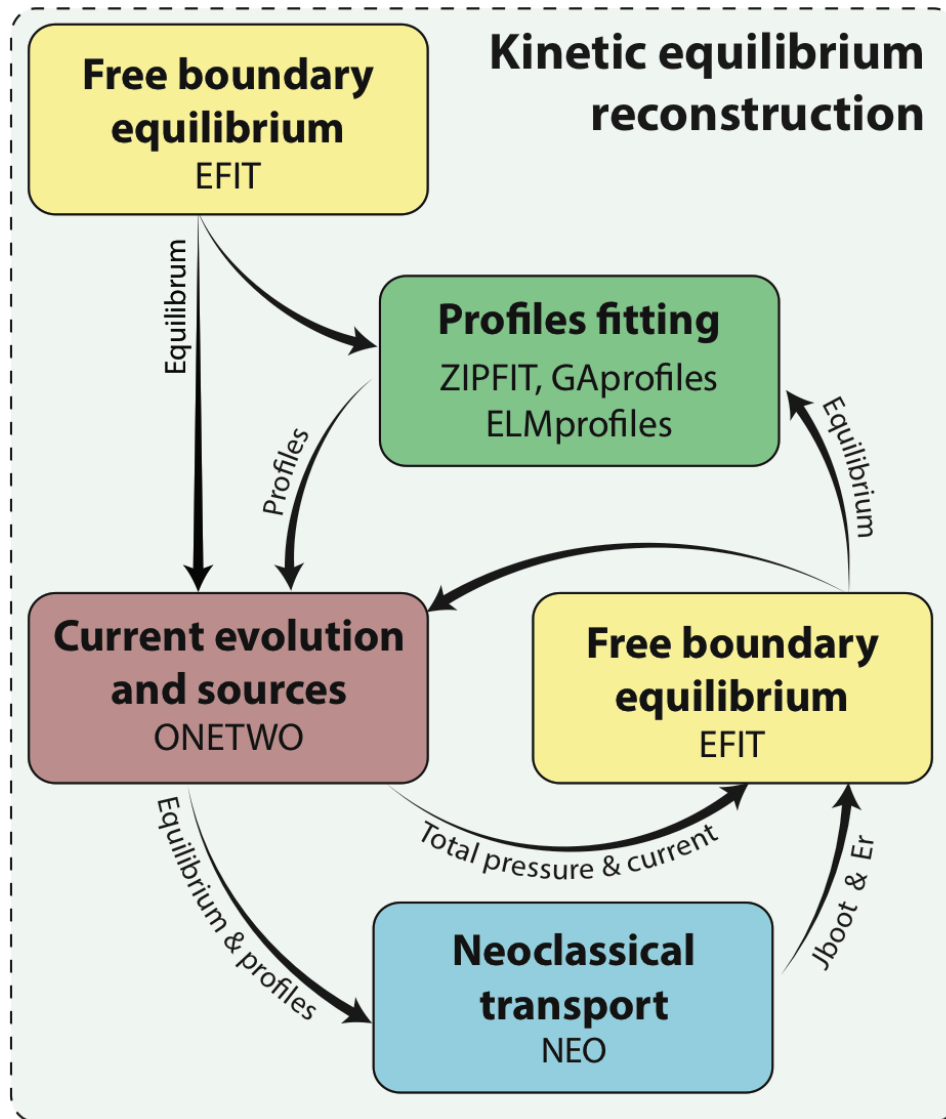 Kinetic equilibrium
reconstruction
Free boundary
equilibrium
EFIT
Equilibrum
Profiles fitting
ZIPFIT, GAprofiles
ELMprofiles
Profiles
Equilibrium
Current evolution
and sources
ONETWO
Free boundary
equilibrium
EFIT
Total pressure & current
Equilibrium & profiles
Jboot & Er
Neoclassical
transport
NEO